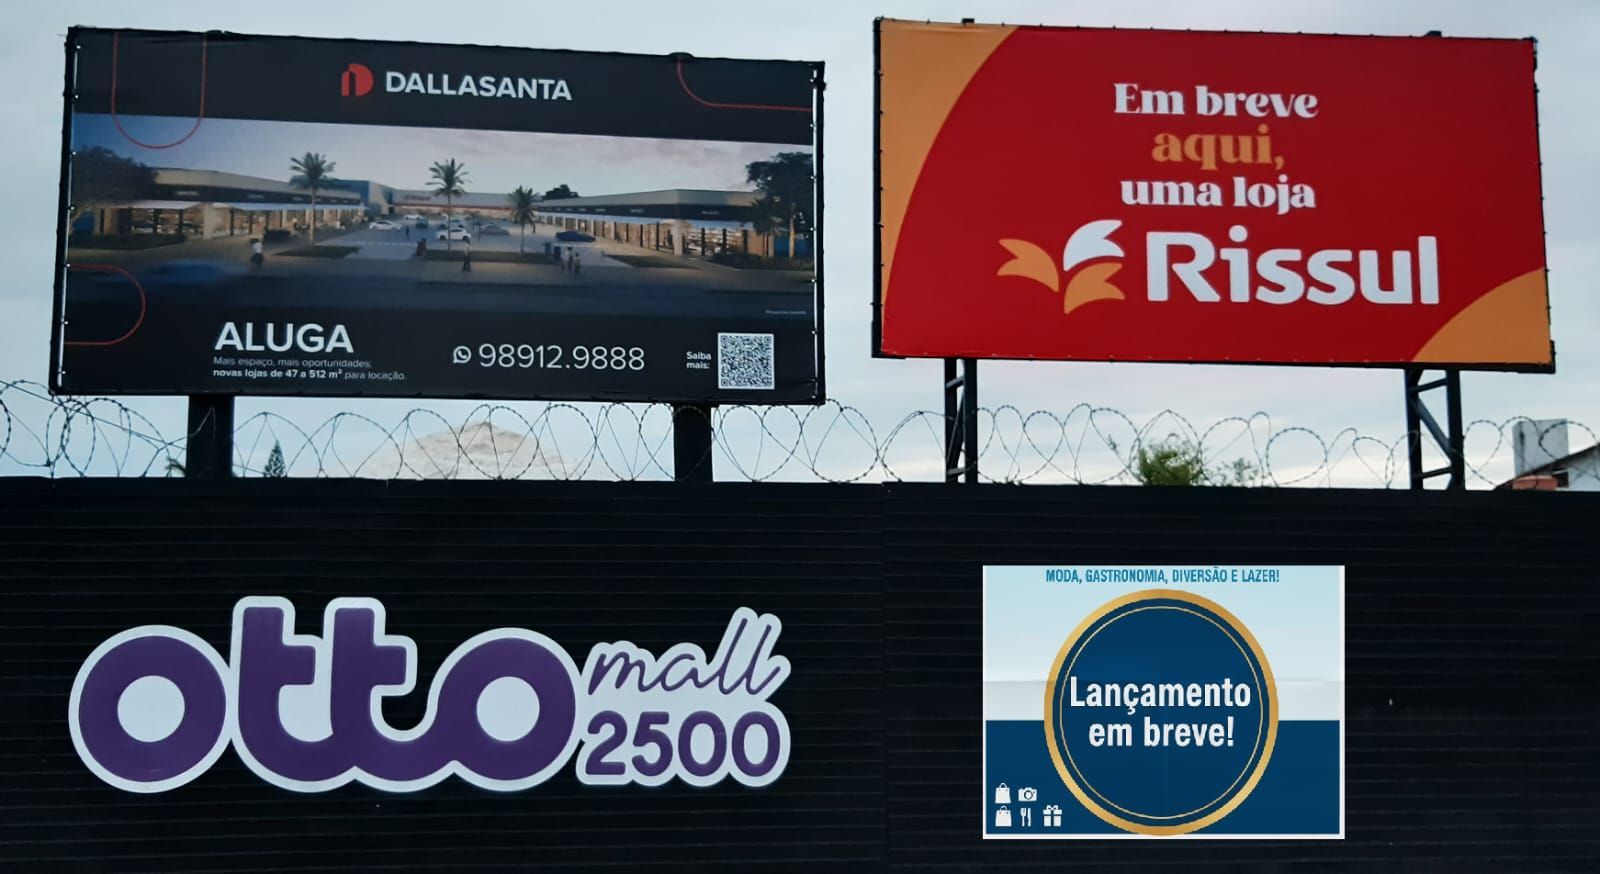 DALLASANTA
ALUGA
Mais espaço, mais oportunidades:
novas lojas de 47 a 512 m² para locação.
98912.9888
Saiba
mais:
Em breve
aqui,
uma loja
Rissul
otto
mall
2500
MODA, GASTRONOMIA, DIVERSÃO E LAZER!
Lançamento
em breve!